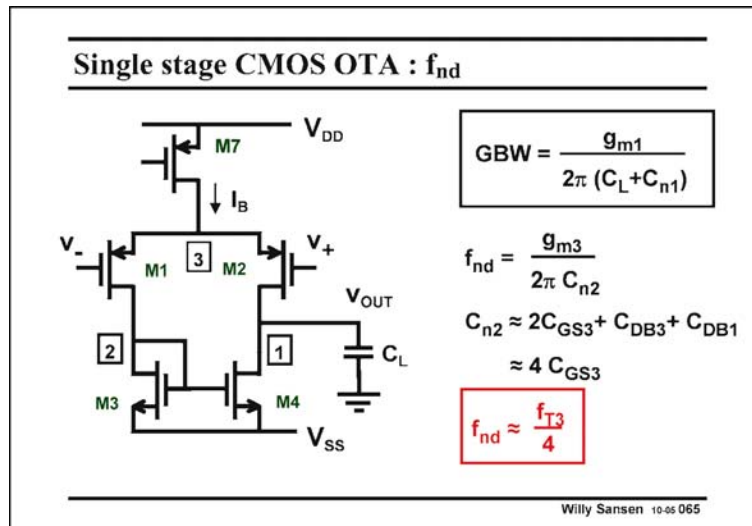 Single stage CMOS OTA : fnd
VDD
M7
IB
v-
v+
3
M1
M2
vOUT
2
1
CL
M3
M4
VSS
GBW = gm1 / 2π (CL+Cn1)
fnd = gm3 / 2π Cn2
Cn2 ≈ 2CGS3+ CDB3+ CDB1
≈ 4 CGS3
fnd ≈ fT3 / 4
Willy Sansen 10-05 065